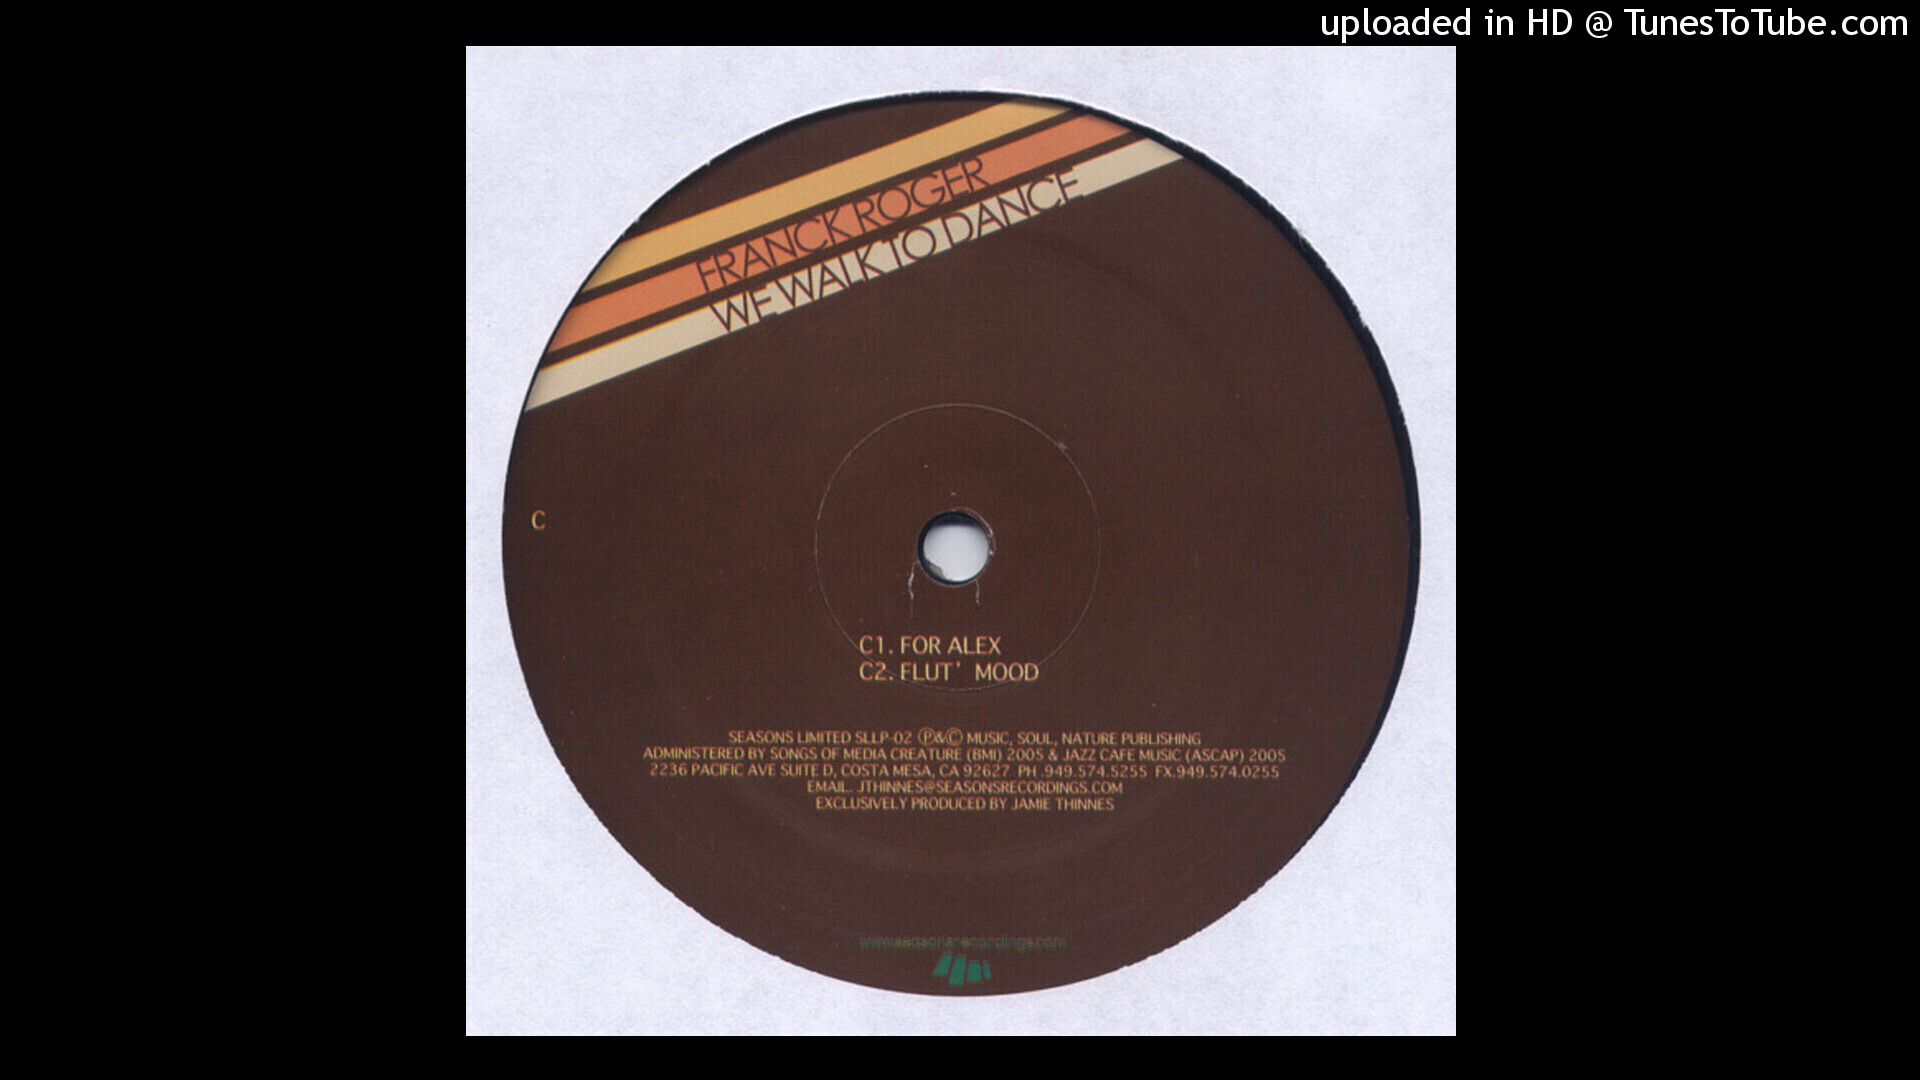 uploaded in HD @ TunesToTube.com
FRANCK ROGER
WE WALK TO DANCE
C
C1. FOR ALEX
C2. FLUT' MOOD
SEASONS LIMITED SLLP-02 Ⓟ&Ⓒ MUSIC, SOUL, NATURE PUBLISHING
ADMINISTERED BY SONGS OF MEDIA CREATURE (BMI) 2005 & JAZZ CAFE MUSIC (ASCAP) 2005
2236 PACIFIC AVE SUITE D, COSTA MESA, CA 92627 PH .949.574.5255 FX.949.574.0255
EMAIL. JTHINNES@SEASONSRECORDINGS.COM
EXCLUSIVELY PRODUCED BY JAMIE THINNES
www.seasonsrecordings.com